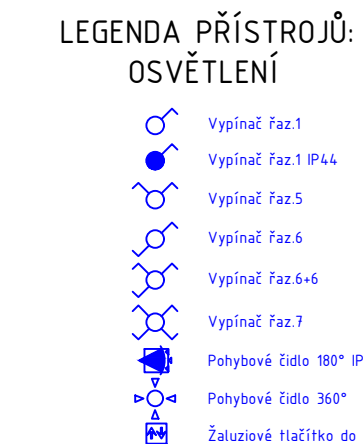 LEGENDA PŘÍSTROJŮ:
OSVĚTLENÍ
Vypínač řaz.1
Vypínač řaz.1 IP44
Vypínač řaz.5
Vypínač řaz.6
Vypínač řaz.6+6
Vypínač řaz.7
Pohybové čidlo 180° IP
Pohybové čidlo 360°
Žaluziové tlačítko do